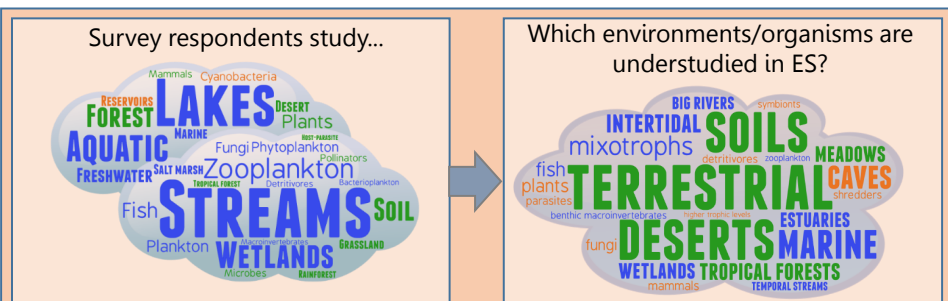 Survey respondents study...
Mammals Cyanobacteria
RESERVOIRS
FOREST LAKES DESERT
Plants
MARINE HOST-PARASITE
AQUATIC Fungi Phytoplankton
Pollinators
FRESHWATER SALT MARSH Zooplankton
TROPICAL FOREST Detritivores Bacterioplankton
Fish STREAMS SOIL
Plankton Macroinvertebrates GRASSLAND
WETLANDS
Microbes RAINFOREST
Which environments/organisms are
understudied in ES?
BIG RIVERS symbionts
INTERTIDAL SOILS
mixotrophs MEADOWS
detritivores zooplankton
fish TERRESTRIAL CAVES
plants
parasites shredders
benthic macroinvertebrates higher trophic levels
ESTUARIES
fungi DESERTS MARINE
WETLANDS TROPICAL FORESTS
mammals TEMPORAL STREAMS